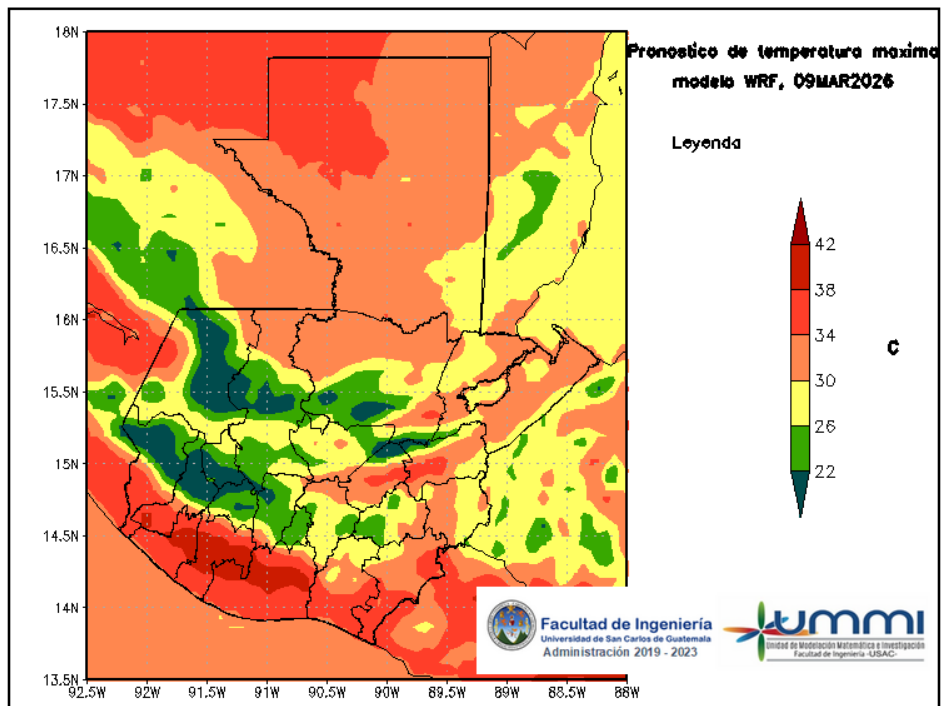 Pronostico de temperatura maxima
modelo WRF, 09MAR2026
Leyenda
42
38
34
30
26
22
C
18N
17.5N
17N
16.5N
16N
15.5N
15N
14.5N
14N
13.5N
92.5W
92W
91.5W
91W
90.5W
90W
89.5W
89W
88.5W
88W
Facultad de Ingeniería
Universidad de San Carlos de Guatemala
Administración 2019 - 2023
UMMI
Unidad de Modelación Matemática e Investigación
Facultad de Ingeniería -USAC-